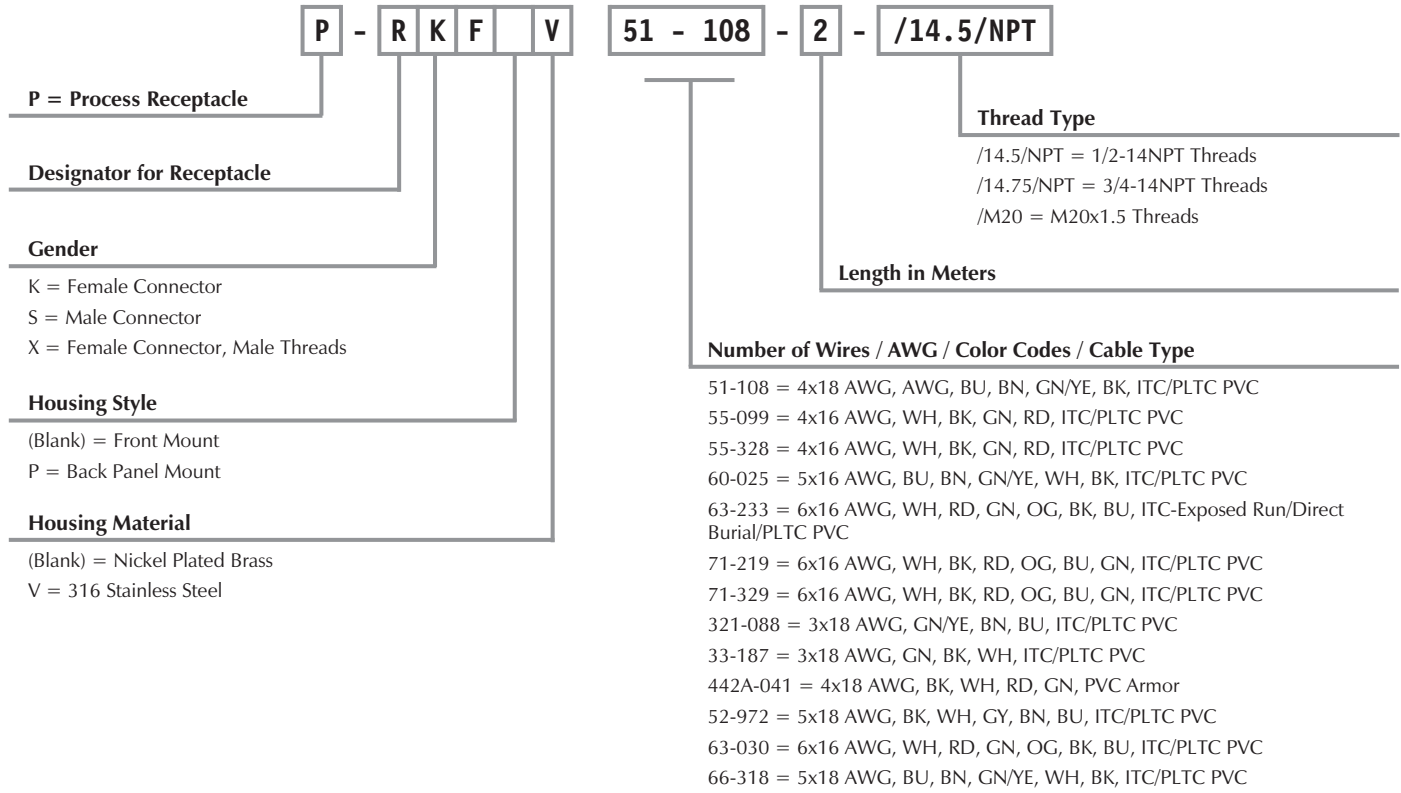 P - R K F V 51 - 108 - 2 - /14.5/NPT
P = Process Receptacle
Designator for Receptacle
Gender
K = Female Connector
S = Male Connector
X = Female Connector, Male Threads
Housing Style
(Blank) = Front Mount
P = Back Panel Mount
Housing Material
(Blank) = Nickel Plated Brass
V = 316 Stainless Steel
Thread Type
/14.5/NPT = 1/2-14NPT Threads
/14.75/NPT = 3/4-14NPT Threads
/M20 = M20x1.5 Threads
Length in Meters
Number of Wires / AWG / Color Codes / Cable Type
51-108 = 4x18 AWG, AWG, BU, BN, GN/YE, BK, ITC/PLTC PVC
55-099 = 4x16 AWG, WH, BK, GN, RD, ITC/PLTC PVC
55-328 = 4x16 AWG, WH, BK, GN, RD, ITC/PLTC PVC
60-025 = 5x16 AWG, BU, BN, GN/YE, WH, BK, ITC/PLTC PVC
63-233 = 6x16 AWG, WH, RD, GN, OG, BK, BU, ITC-Exposed Run/Direct
Burial/PLTC PVC
71-219 = 6x16 AWG, WH, BK, RD, OG, BU, GN, ITC/PLTC PVC
71-329 = 6x16 AWG, WH, BK, RD, OG, BU, GN, ITC/PLTC PVC
321-088 = 3x18 AWG, GN/YE, BN, BU, ITC/PLTC PVC
33-187 = 3x18 AWG, GN, BK, WH, ITC/PLTC PVC
442A-041 = 4x18 AWG, BK, WH, RD, GN, PVC Armor
52-972 = 5x18 AWG, BK, WH, GY, BN, BU, ITC/PLTC PVC
63-030 = 6x16 AWG, WH, RD, GN, OG, BK, BU, ITC/PLTC PVC
66-318 = 5x18 AWG, BU, BN, GN/YE, WH, BK, ITC/PLTC PVC